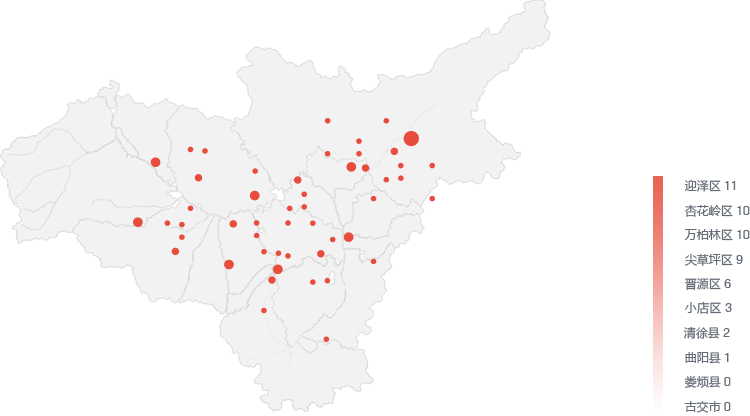 迎泽区 11
杏花岭区 10
万柏林区 10
尖草坪区 9
晋源区 6
小店区 3
清徐县 2
曲阳县 1
娄烦县 0
古交市 0